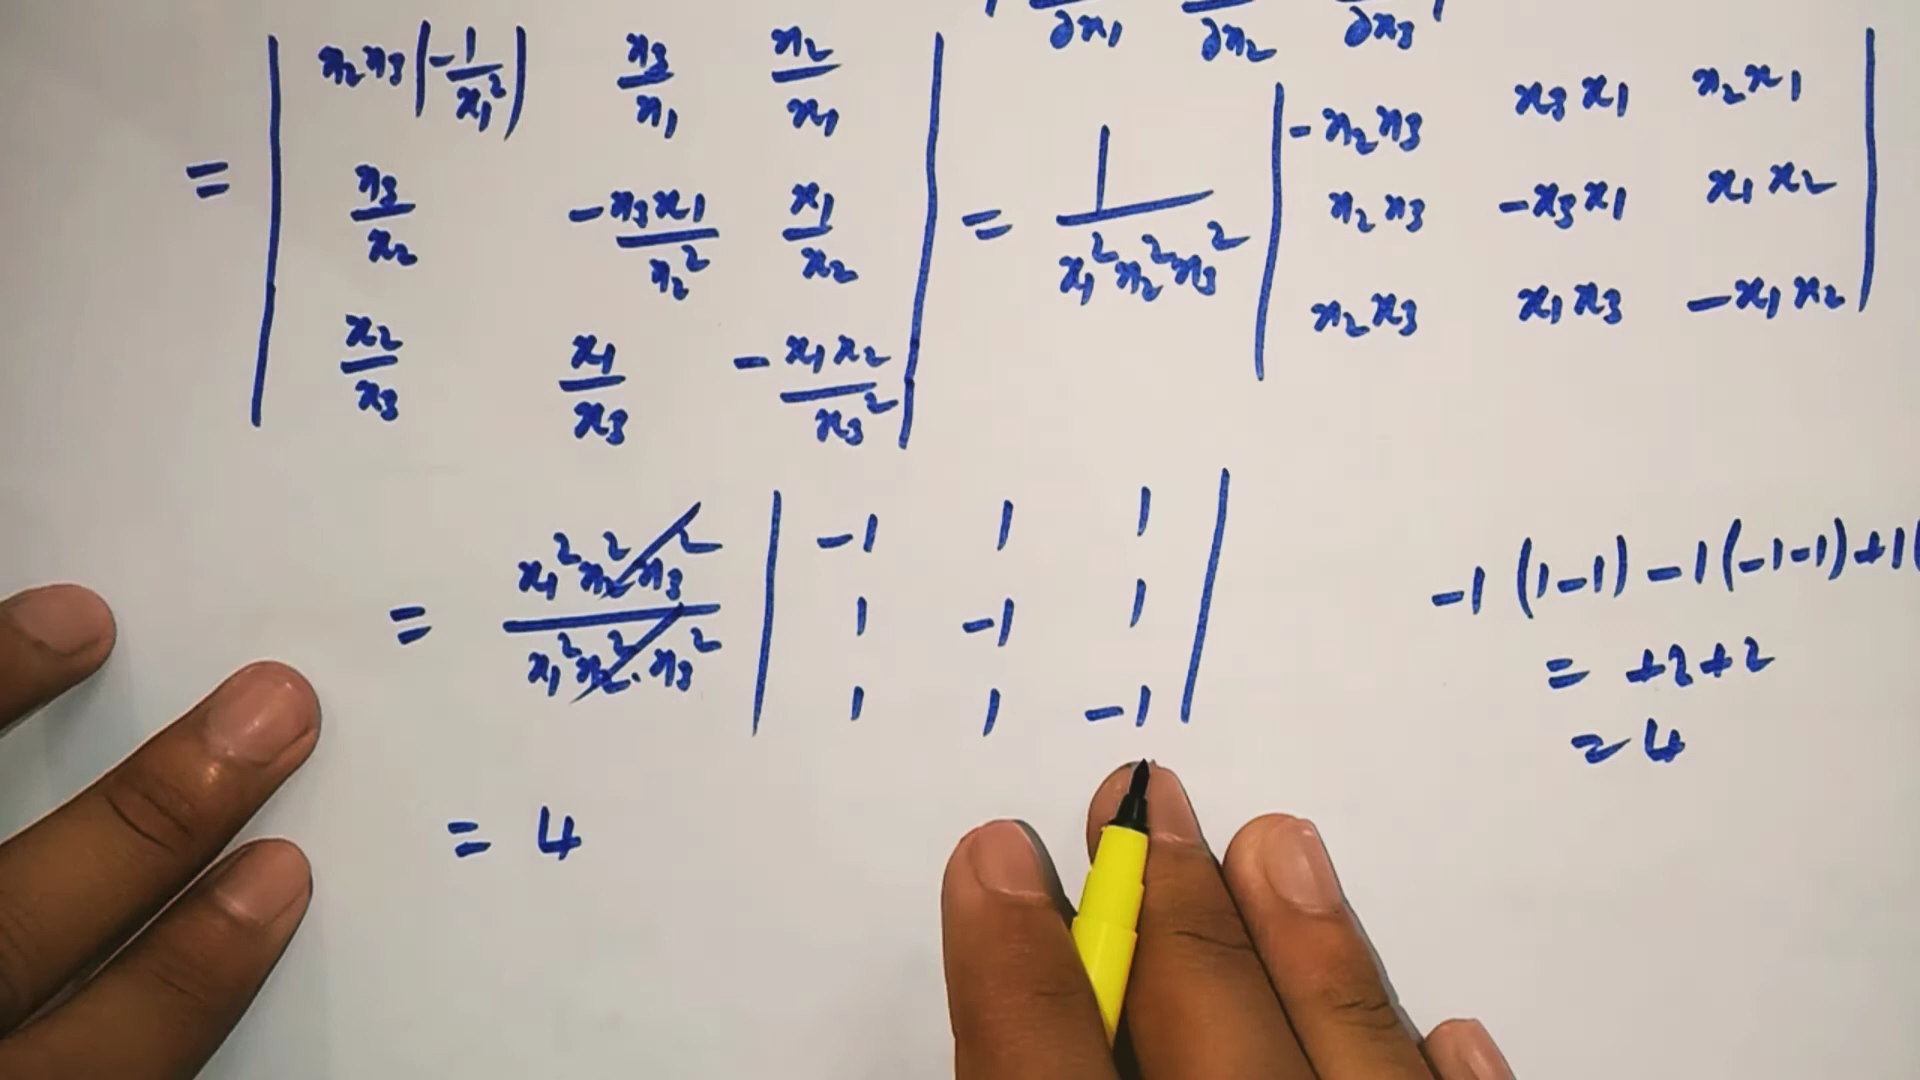 ∂x₁ ∂x₂ ∂x₃
= | x₂x₃(-1/x₁²) x₃/x₁ x₂/x₁ |
| x₃/x₂ -x₃x₁/x₂² x₁/x₂ |
| x₂/x₃ x₁/x₃ -x₁x₂/x₃² |
= 1/x₁²x₂²x₃² | -x₂x₃ x₃x₁ x₂x₁ |
| x₂x₃ -x₃x₁ x₁x₂ |
| x₂x₃ x₁x₃ -x₁x₂ |
= x₁²x₂²x₃²/x₁²x₂².x₃² | -1 1 1 |
| 1 -1 1 |
| 1 1 -1 |
-1 (1-1) -1 (-1-1) +1(
= +2+2
= 4
= 4